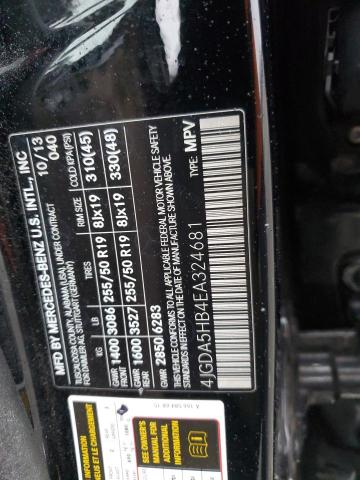 MFD BY MERCEDES-BENZ U.S. INTL., INC
TUSCALOOSA COUNTY, ALABAMA (USA) UNDER CONTRACT 10/13
FOR DAIMLER AG STUTTGART (GERMANY) 040
KG LB TIRES RIM SIZE COLD KPA (PSI)
GAWR FRONT 1400 3086 255/50 R19 8Jx19 310(45)
GAWR REAR 1600 3527 255/50 R19 8Jx19 330(48)
GVWR 2850 6283
THIS VEHICLE CONFORMS TO ALL APPLICABLE FEDERAL MOTOR VEHICLE SAFETY
STANDARDS IN EFFECT ON THE DATE OF MANUFACTURE SHOWN ABOVE.
4JGDA5HB4EA324681 TYPE: MPV
INFORMATION
SEE OWNER'S
MANUAL FOR
ADDITIONAL
INFORMATION